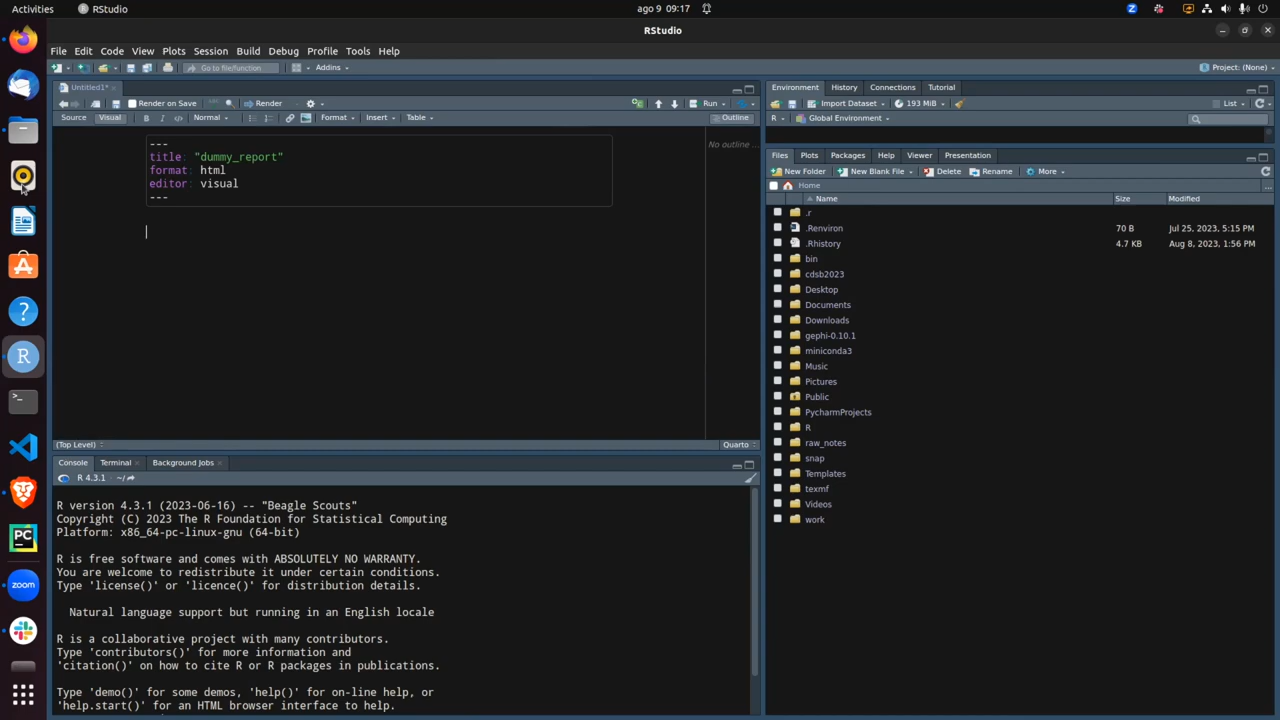 Activities
RStudio
ago 9 09:17
RStudio
File Edit Code View Plots Session Build Debug Profile Tools Help
Go to file/function
Addins
Project: (None)
Untitled1*
Render on Save
Render
Run
Source
Visual
B I
Normal
Format
Insert
Table
Outline
---
title: "dummy_report"
format: html
editor: visual
---
No outline ...
(Top Level)
Quarto
Console
Terminal
Background Jobs
R 4.3.1 · ~/
R version 4.3.1 (2023-06-16) -- "Beagle Scouts"
Copyright (C) 2023 The R Foundation for Statistical Computing
Platform: x86_64-pc-linux-gnu (64-bit)
R is free software and comes with ABSOLUTELY NO WARRANTY.
You are welcome to redistribute it under certain conditions.
Type 'license()' or 'licence()' for distribution details.
Natural language support but running in an English locale
R is a collaborative project with many contributors.
Type 'contributors()' for more information and
'citation()' on how to cite R or R packages in publications.
Type 'demo()' for some demos, 'help()' for on-line help, or
'help.start()' for an HTML browser interface to help.
Environment History Connections Tutorial
Import Dataset
193 MiB
List
R
Global Environment
Files Plots Packages Help Viewer Presentation
New Folder
New Blank File
Delete
Rename
More
Home
...
Name Size Modified
.r
.Renviron 70 B Jul 25, 2023, 5:15 PM
.Rhistory 4.7 KB Aug 8, 2023, 1:56 PM
bin
cdsb2023
Desktop
Documents
Downloads
gephi-0.10.1
miniconda3
Music
Pictures
Public
PycharmProjects
R
raw_notes
snap
Templates
texmf
Videos
work
R
PC
zoom